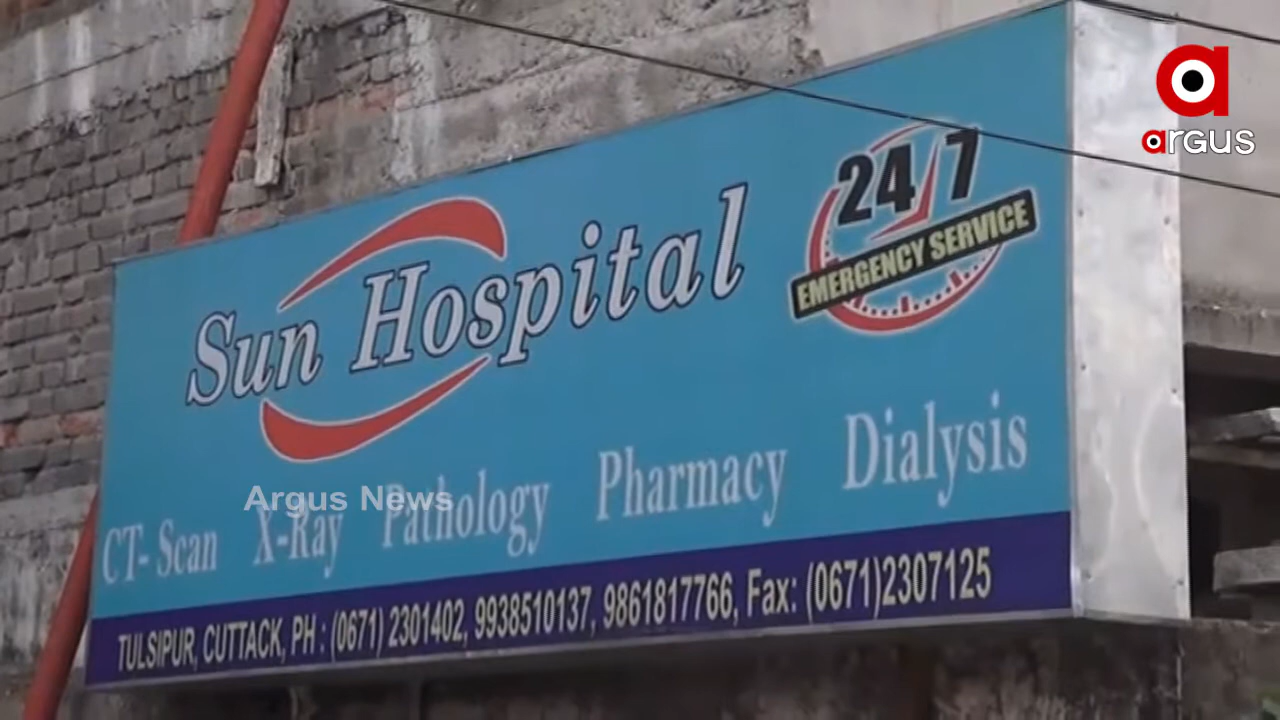 argus
Sun Hospital
24 7
EMERGENCY SERVICE
CT-Scan X-Ray Pathology Pharmacy Dialysis
Argus News
TULSIPUR, CUTTACK, PH : (0671) 2301402, 9938510137, 9861817766, Fax: (0671)2307125